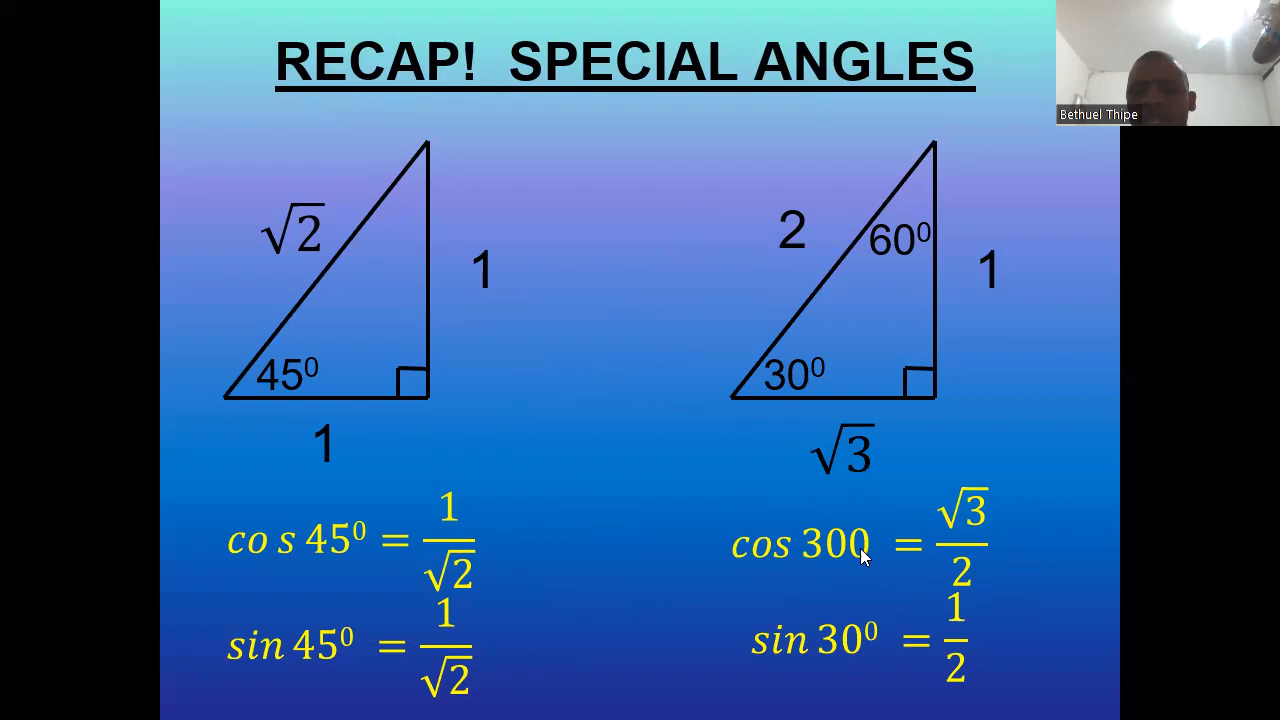 RECAP! SPECIAL ANGLES
Bethuel Thipe
√2
1
45⁰
1
2
60⁰
1
30⁰
√3
cos 45⁰ = 1/√2
sin 45⁰ = 1/√2
cos 300 = √3/2
sin 30⁰ = 1/2